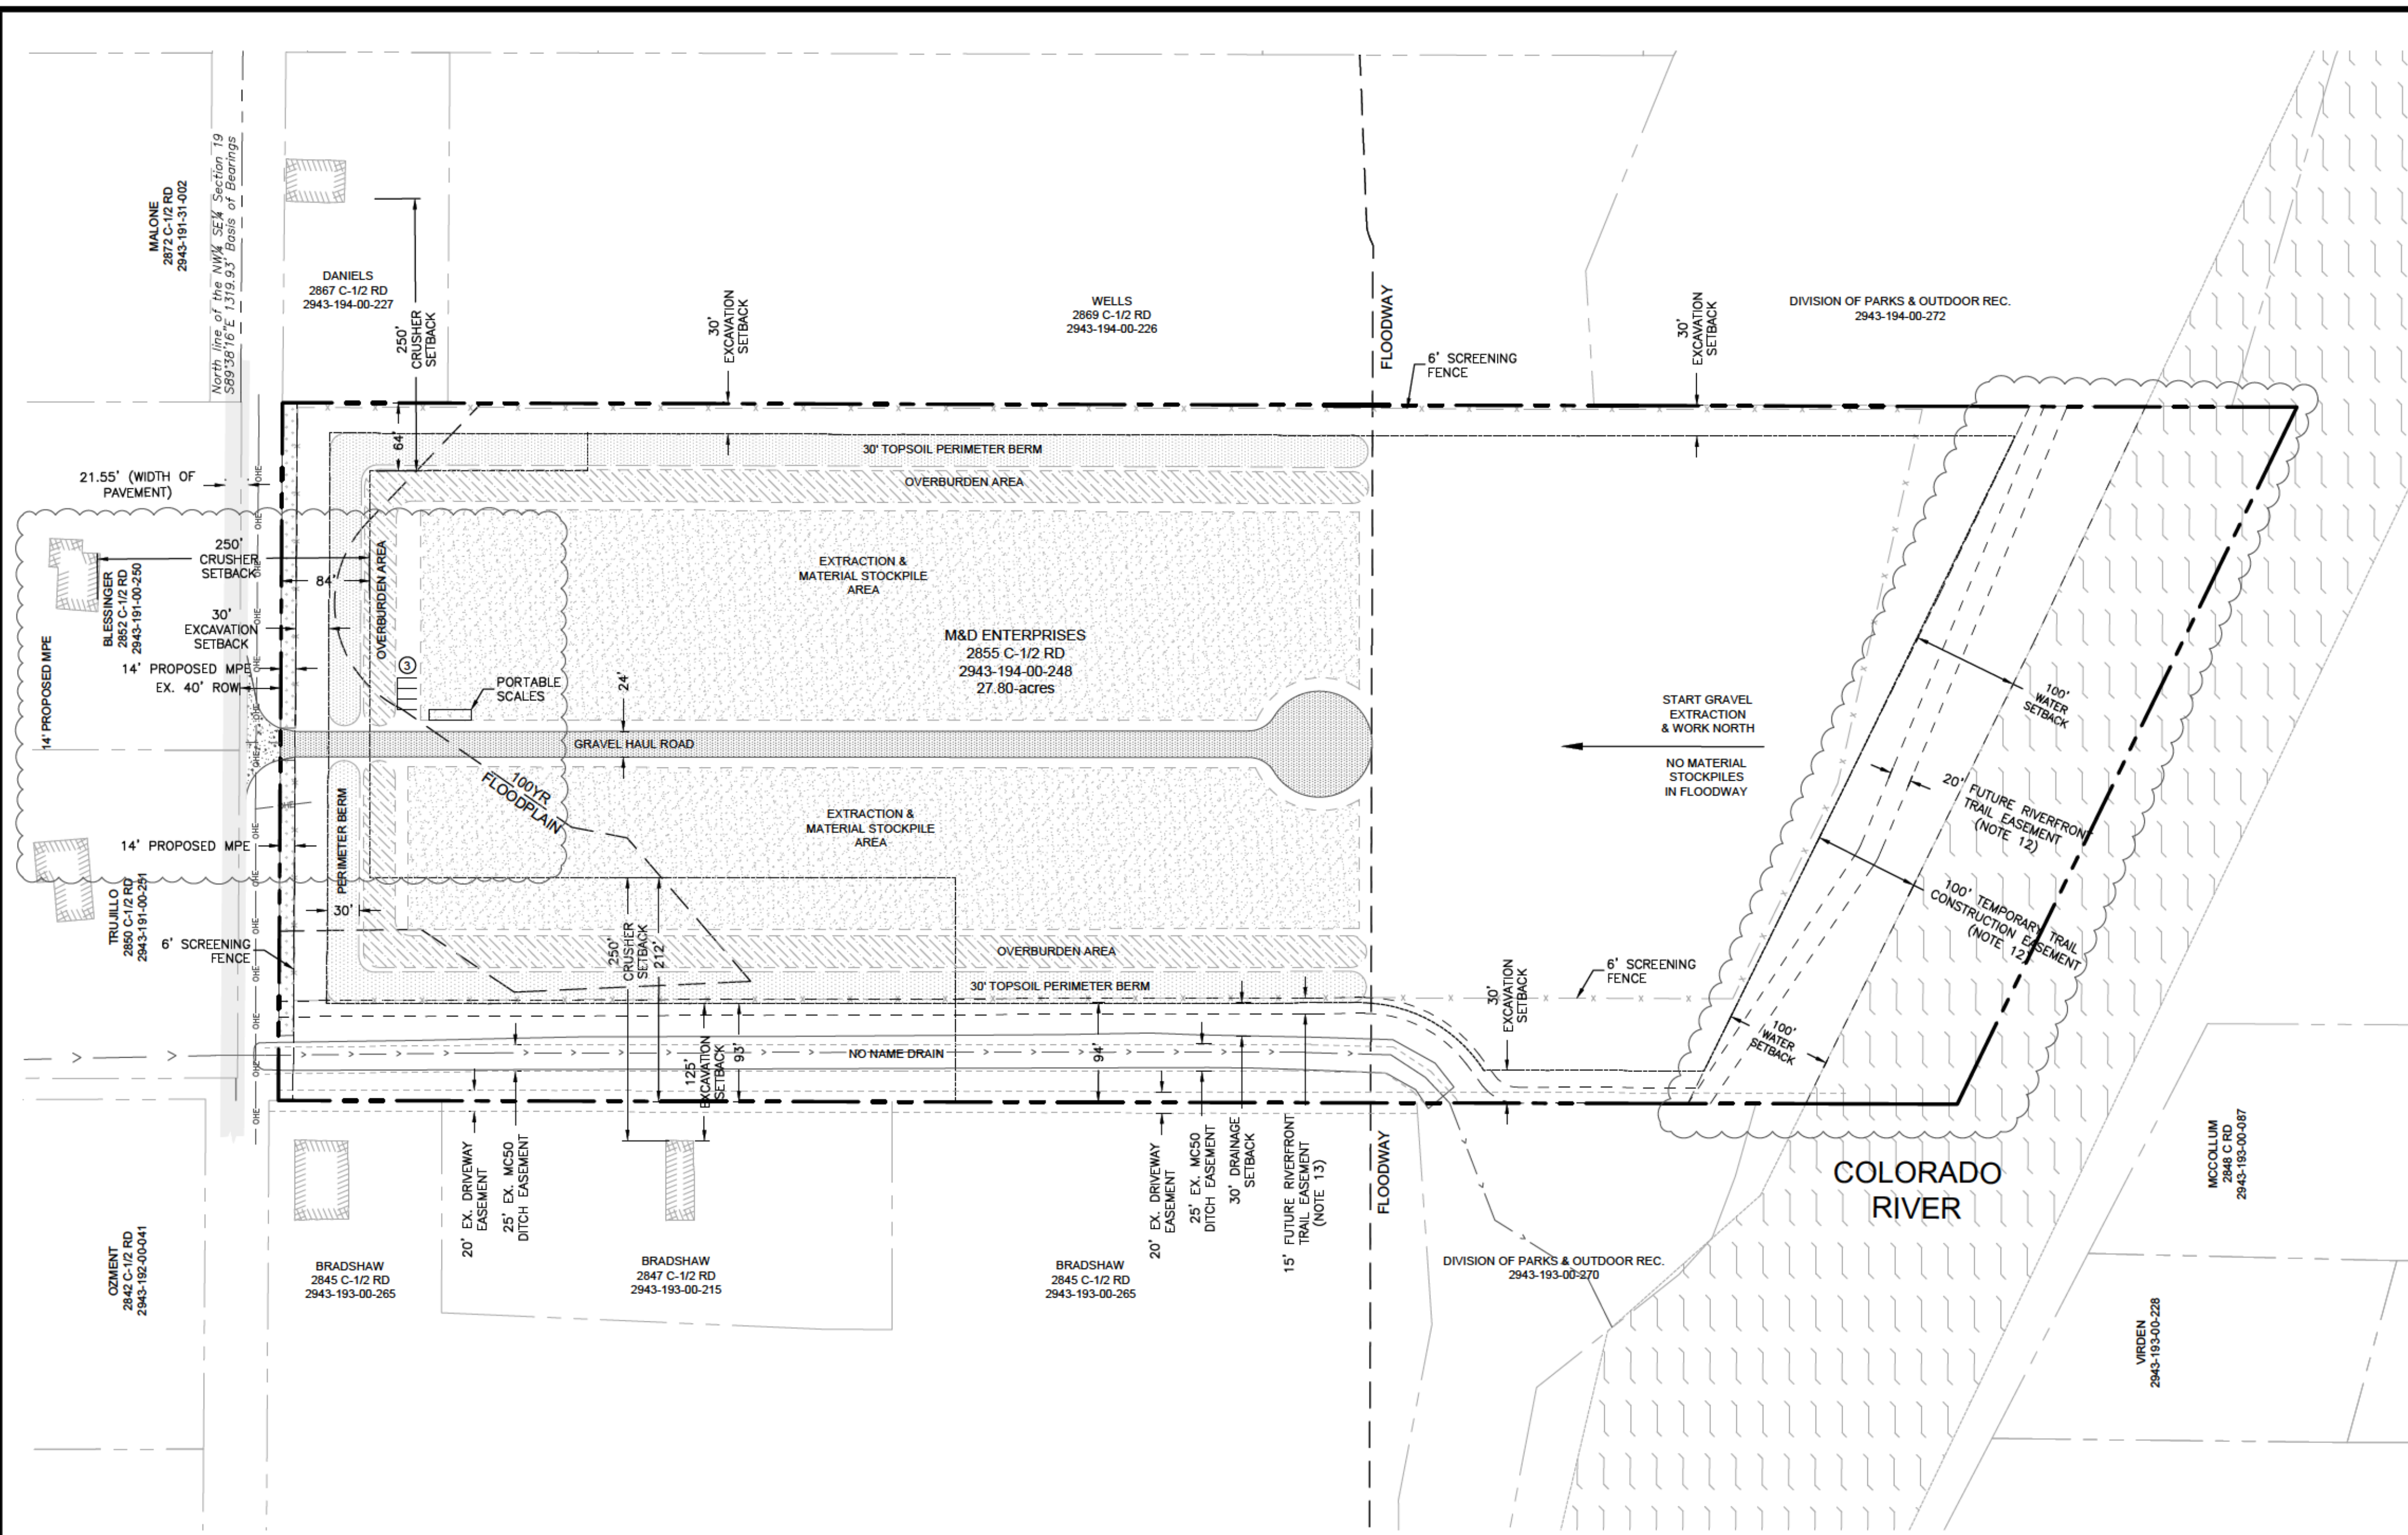 MALONE
2872 C-1/2 RD
2943-191-31-002
North line of the NW¼ SE¼ Section 19
S89°38'16"E 1319.93' Basis of Bearings
DANIELS
2867 C-1/2 RD
2943-194-00-227
250'
CRUSHER
SETBACK
30'
EXCAVATION
SETBACK
WELLS
2869 C-1/2 RD
2943-194-00-226
FLOODWAY
6' SCREENING
FENCE
30'
EXCAVATION
SETBACK
DIVISION OF PARKS & OUTDOOR REC.
2943-194-00-272
64'
30' TOPSOIL PERIMETER BERM
OVERBURDEN AREA
21.55' (WIDTH OF
PAVEMENT)
OHE
250'
CRUSHER
SETBACK
84'
BLESSINGER
2852 C-1/2 RD
2943-191-00-250
30'
EXCAVATION
SETBACK
14' PROPOSED MPE
14' PROPOSED MPE
EX. 40' ROW
OVERBURDEN AREA
3
PORTABLE
SCALES
24'
EXTRACTION &
MATERIAL STOCKPILE
AREA
M&D ENTERPRISES
2855 C-1/2 RD
2943-194-00-248
27.80-acres
GRAVEL HAUL ROAD
START GRAVEL
EXTRACTION
& WORK NORTH
NO MATERIAL
STOCKPILES
IN FLOODWAY
100'
WATER
SETBACK
20' FUTURE RIVERFRONT
TRAIL EASEMENT
(NOTE 12)
100' TEMPORARY TRAIL
CONSTRUCTION EASEMENT
(NOTE 12)
100YR
FLOODPLAIN
EXTRACTION &
MATERIAL STOCKPILE
AREA
14' PROPOSED MPE
PERIMETER BERM
30'
TRUJILLO
2850 C-1/2 RD
2943-191-00-251
6' SCREENING
FENCE
250'
CRUSHER
SETBACK
212'
OVERBURDEN AREA
30' TOPSOIL PERIMETER BERM
30'
EXCAVATION
SETBACK
6' SCREENING
FENCE
100'
WATER
SETBACK
125'
EXCAVATION
SETBACK
93'
NO NAME DRAIN
94'
20' EX. DRIVEWAY
EASEMENT
25' EX. MC50
DITCH EASEMENT
20' EX. DRIVEWAY
EASEMENT
25' EX. MC50
DITCH EASEMENT
30' DRAINAGE
SETBACK
15' FUTURE RIVERFRONT
TRAIL EASEMENT
(NOTE 13)
FLOODWAY
COLORADO
RIVER
MCCOLLUM
2848 C RD
2943-193-00-087
OZMENT
2842 C-1/2 RD
2943-192-00-041
BRADSHAW
2845 C-1/2 RD
2943-193-00-265
BRADSHAW
2847 C-1/2 RD
2943-193-00-215
BRADSHAW
2845 C-1/2 RD
2943-193-00-265
DIVISION OF PARKS & OUTDOOR REC.
2943-193-00-270
VIRDEN
2943-193-00-228